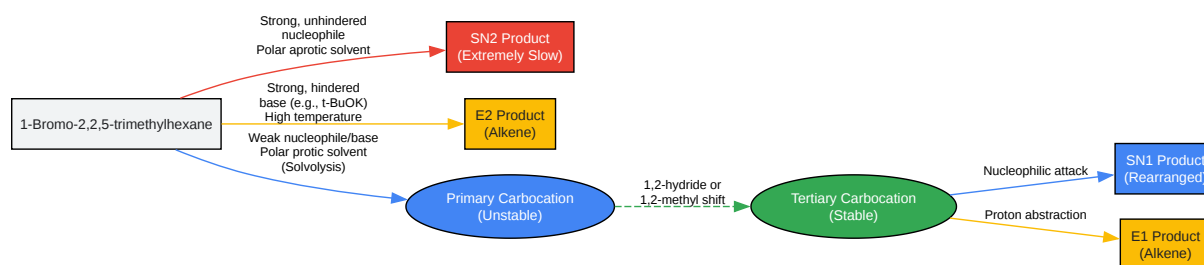 Strong, unhindered
nucleophile
Polar aprotic solvent
SN2 Product
(Extremely Slow)
1-Bromo-2,2,5-trimethylhexane
Strong, hindered
base (e.g., t-BuOK)
High temperature
E2 Product
(Alkene)
Weak nucleophile/base
Polar protic solvent
(Solvolysis)
Primary Carbocation
(Unstable)
1,2-hydride or
1,2-methyl shift
Tertiary Carbocation
(Stable)
Nucleophilic attack
SN1 Product
(Rearranged)
Proton abstraction
E1 Product
(Alkene)